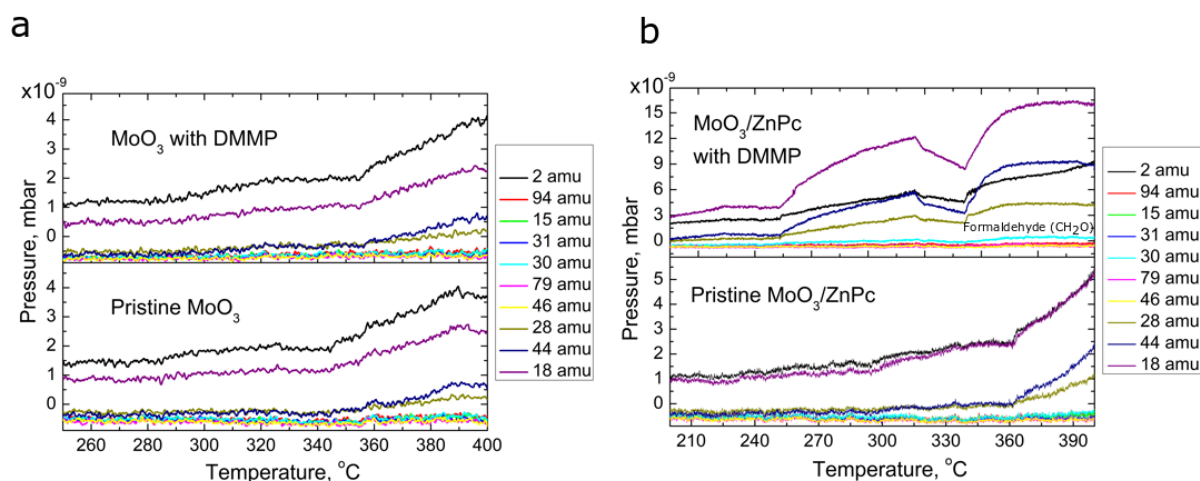 a
x10-9
4
3
2
1
0
MoO3 with DMMP
4
3
2
1
0
Pristine MoO3
Pressure, mbar
260 280 300 320 340 360 380 400
Temperature, oC
2 amu
94 amu
15 amu
31 amu
30 amu
79 amu
46 amu
28 amu
44 amu
18 amu
b
x10-9
15
12
9
6
3
0
MoO3/ZnPc
with DMMP
Formaldehyde (CH2O)
5
4
3
2
1
0
Pristine MoO3/ZnPc
Pressure, mbar
210 240 270 300 330 360 390
Temperature, oC
2 amu
94 amu
15 amu
31 amu
30 amu
79 amu
46 amu
28 amu
44 amu
18 amu